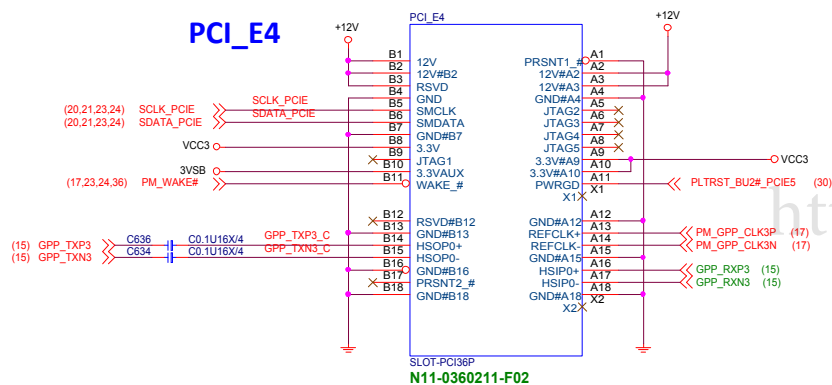 PCI_E4
+12V
PCI_E4
+12V
B1 12V PRSNT1_# A1
B2 12V#B2 12V#A2 A2
B3 RSVD 12V#A3 A3
B4 GND GND#A4 A4
(20,21,23,24) SCLK_PCIE SCLK_PCIE B5 SMCLK JTAG2 A5
(20,21,23,24) SDATA_PCIE SDATA_PCIE B6 SMDATA JTAG3 A6
B7 GND#B7 JTAG4 A7
VCC3 B8 3.3V JTAG5 A8
B9 JTAG1 3.3V#A9 A9 VCC3
3VSB B10 3.3VAUX 3.3V#A10 A10
(17,23,24,36) PM_WAKE# B11 WAKE_# PWRGD A11 PLTRST_BU2#_PCIE5 (30)
X1 X1
B12 RSVD#B12 GND#A12 A12
B13 GND#B13 REFCLK+ A13 PM_GPP_CLK3P (17)
(15) GPP_TXP3 C636 C0.1U16X/4 GPP_TXP3_C B14 HSOP0+ REFCLK- A14 PM_GPP_CLK3N (17)
(15) GPP_TXN3 C634 C0.1U16X/4 GPP_TXN3_C B15 HSOP0- GND#A15 A15
B16 GND#B16 HSIP0+ A16 GPP_RXP3 (15)
B17 PRSNT2_# HSIP0- A17 GPP_RXN3 (15)
B18 GND#B18 GND#A18 A18
X2 X2
SLOT-PCI36P
N11-0360211-F02
ht